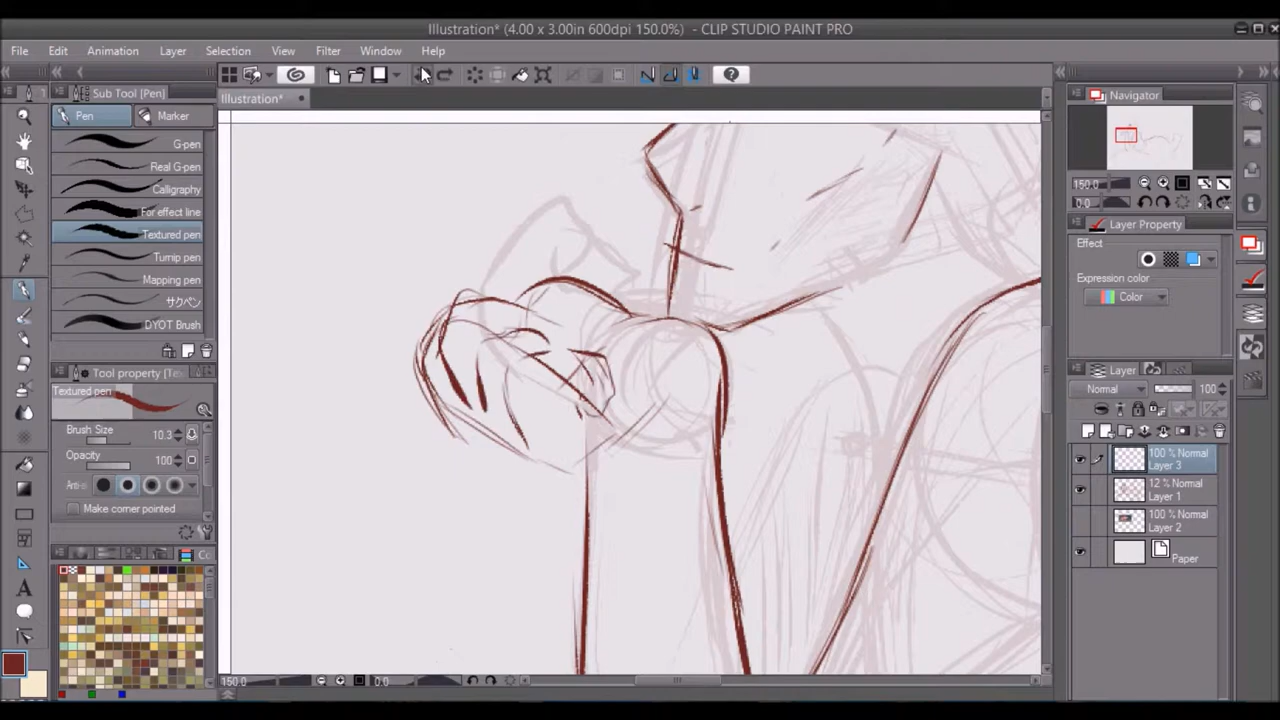 Illustration* (4.00 x 3.00in 600dpi 150.0%) - CLIP STUDIO PAINT PRO
File Edit Animation Layer Selection View Filter Window Help
Sub Tool [Pen]
Illustration*
Navigator
Pen Marker
G-pen
Real G-pen
Calligraphy
For effect line
Textured pen
Turnip pen
Mapping pen
サクペン
DYOT Brush
150.0
0.0
Layer Property
Effect
Expression color
Color
Tool property [Textured pen]
Textured pen
Brush Size 10.3
Opacity 100
Make corner pointed
Layer
Normal 100
100 % Normal
Layer 3
12 % Normal
Layer 1
100 % Normal
Layer 2
Paper
150.0 0.0